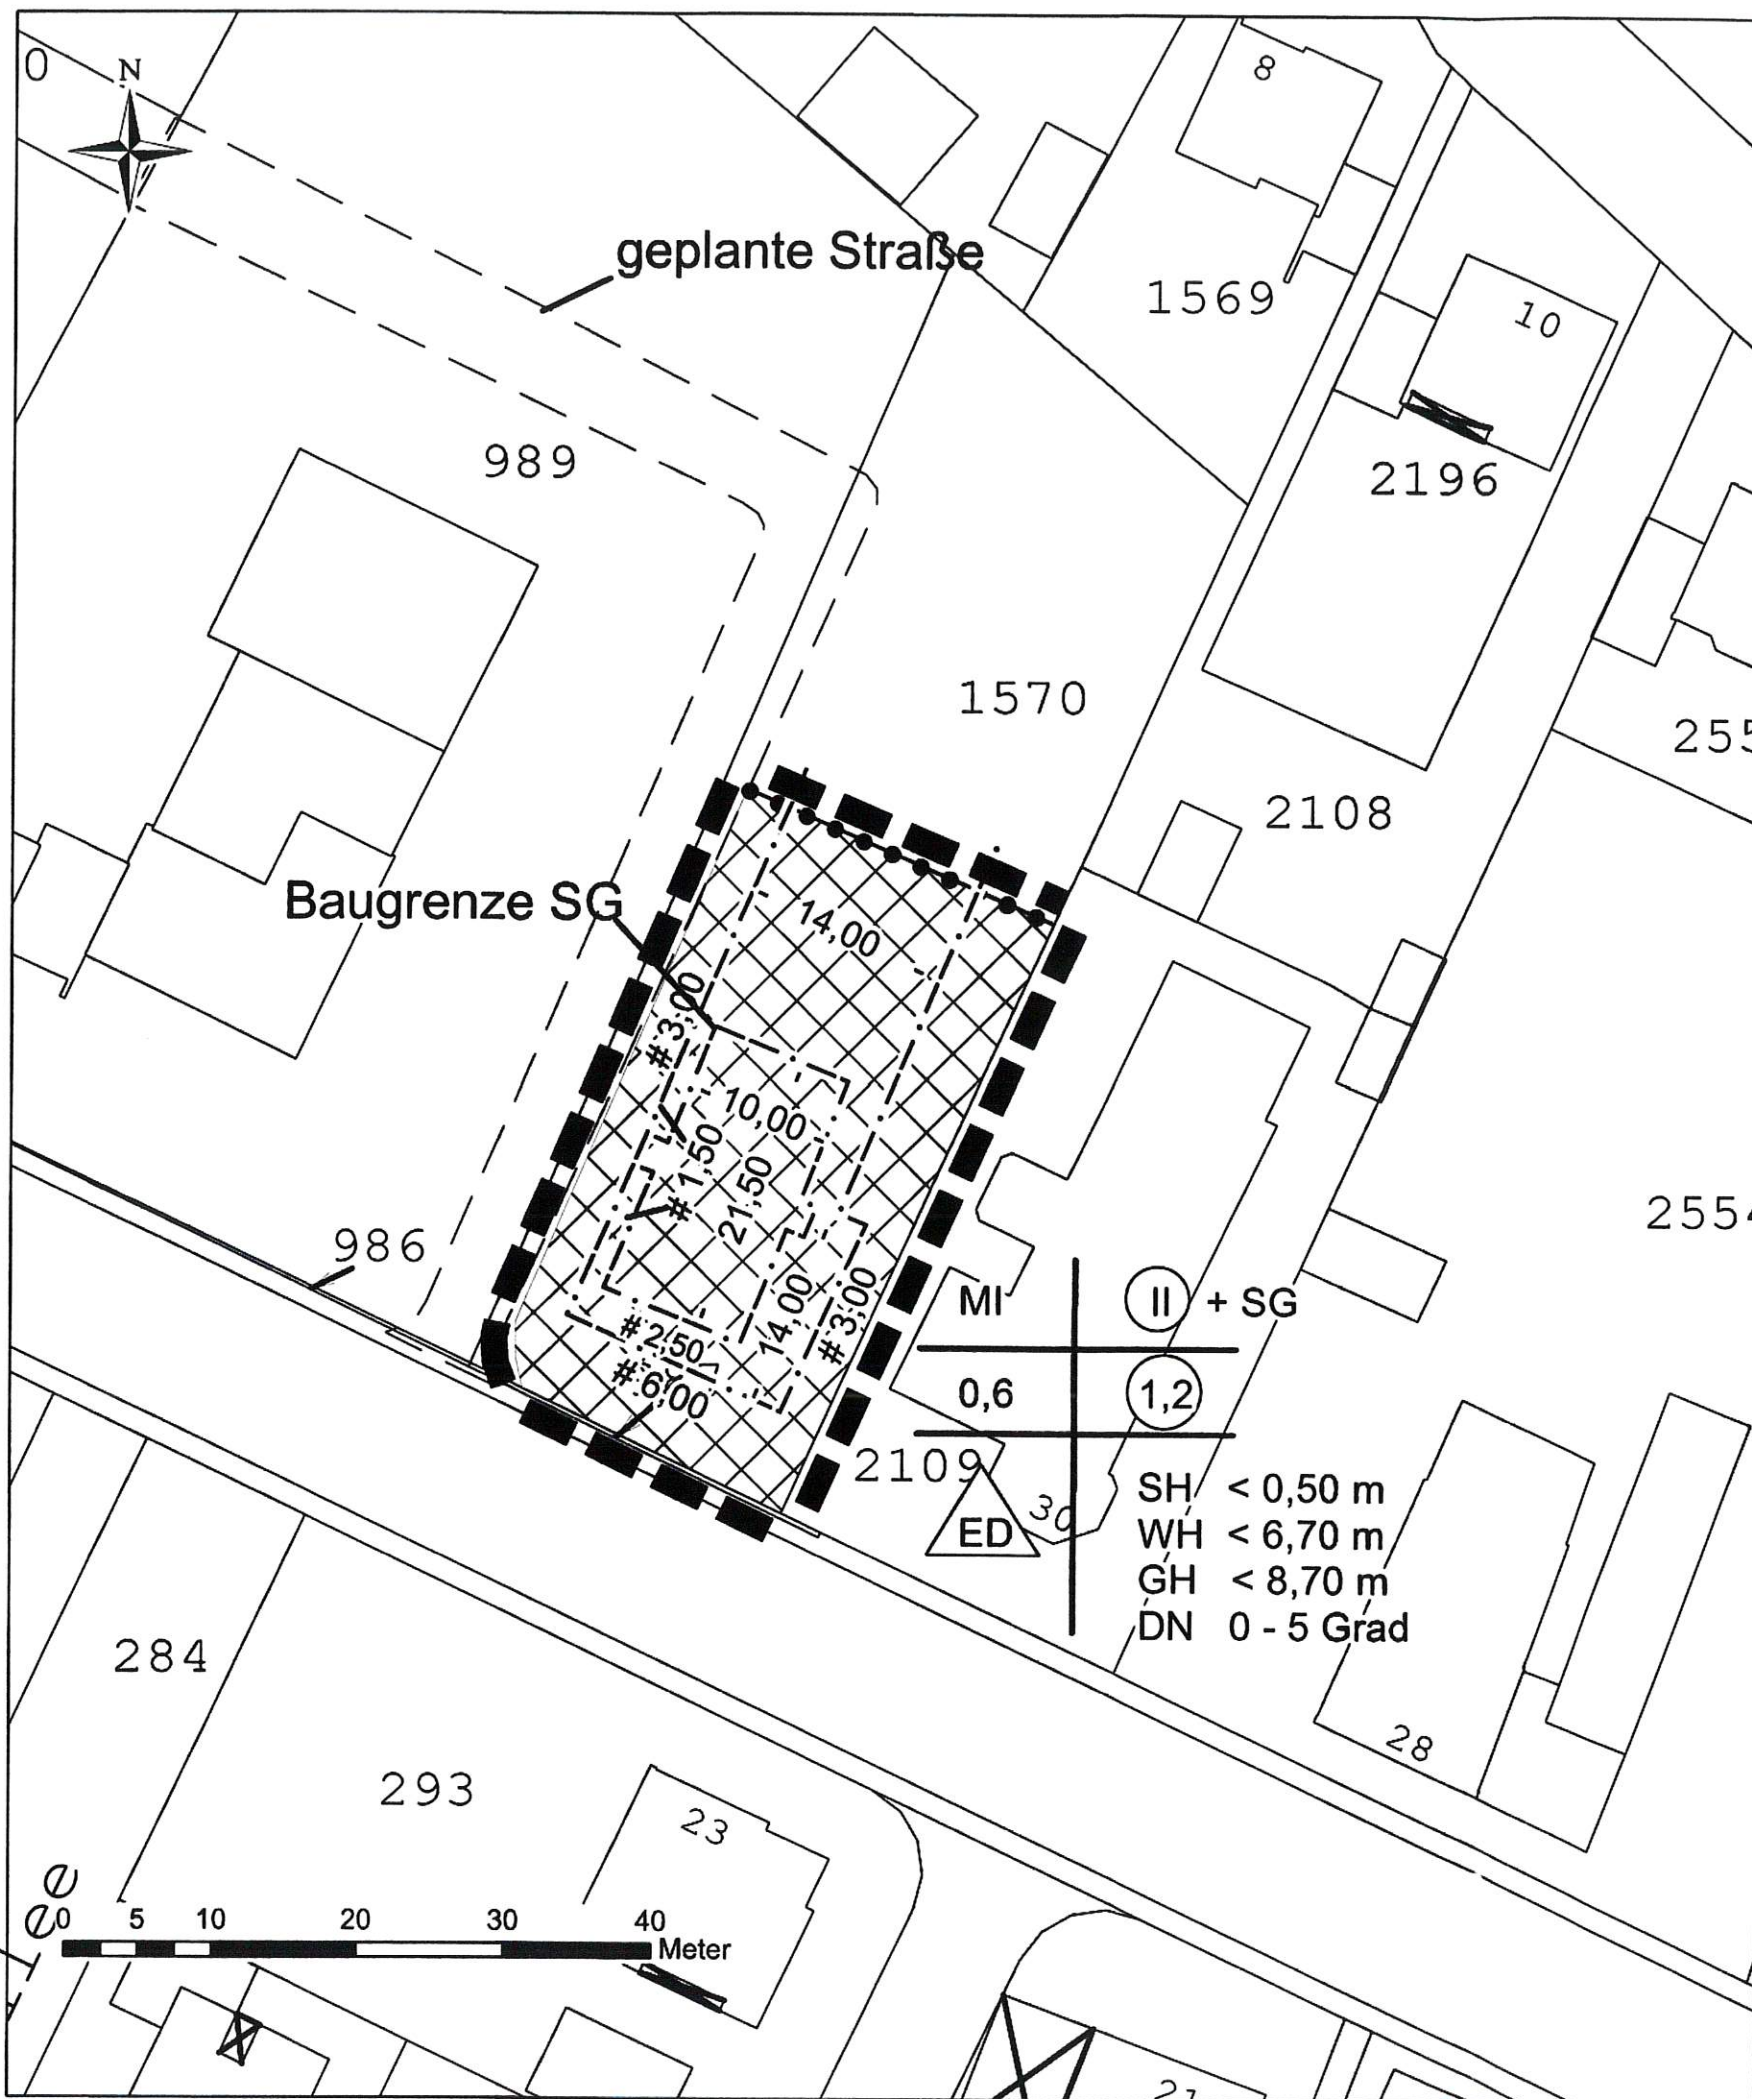 0
N
8
geplante Straße
1569
10
989
2196
1570
255
2108
Baugrenze SG
14,00
# 3,00
10,00
# 1,50
21,50
2554
986
MI
II + SG
14,00
# 3,00
# 2,50
# 6,00
0,6
1,2
2109
30
ED
SH < 0,50 m
WH < 6,70 m
GH < 8,70 m
DN 0 - 5 Grad
284
28
293
23
ee
0 5 10 20 30 40
Meter
21